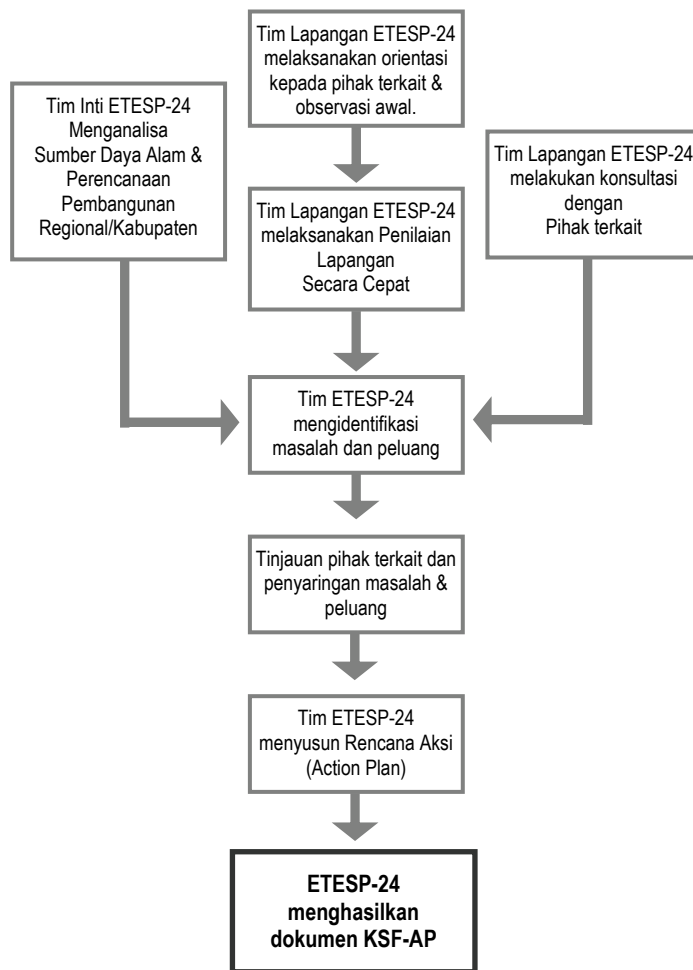 Tim Lapangan ETESP-24
melaksanakan orientasi
kepada pihak terkait &
observasi awal.
Tim Inti ETESP-24
Menganalisa
Sumber Daya Alam &
Perencanaan
Pembangunan
Regional/Kabupaten
Tim Lapangan ETESP-24
melakukan konsultasi
dengan
Pihak terkait
Tim Lapangan ETESP-24
melaksanakan Penilaian
Lapangan
Secara Cepat
Tim ETESP-24
mengidentifikasi
masalah dan peluang
Tinjauan pihak terkait dan
penyaringan masalah &
peluang
Tim ETESP-24
menyusun Rencana Aksi
(Action Plan)
ETESP-24
menghasilkan
dokumen KSF-AP